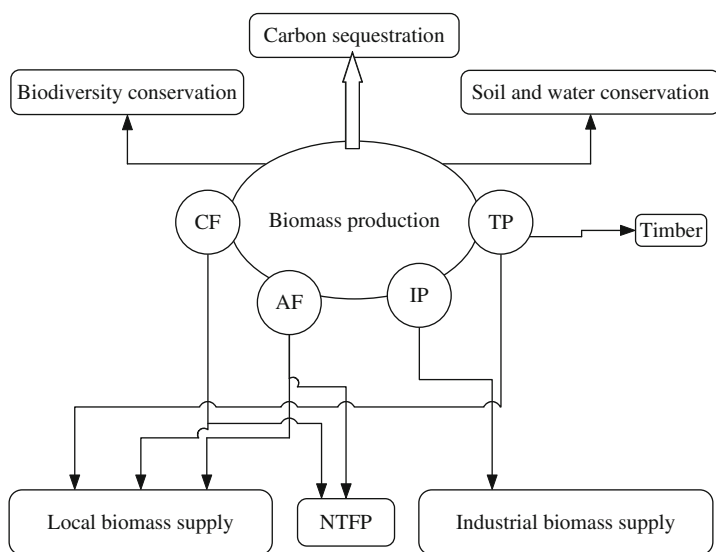 Carbon sequestration
Biodiversity conservation
Soil and water conservation
CF
Biomass production
TP
Timber
AF
IP
Local biomass supply
NTFP
Industrial biomass supply